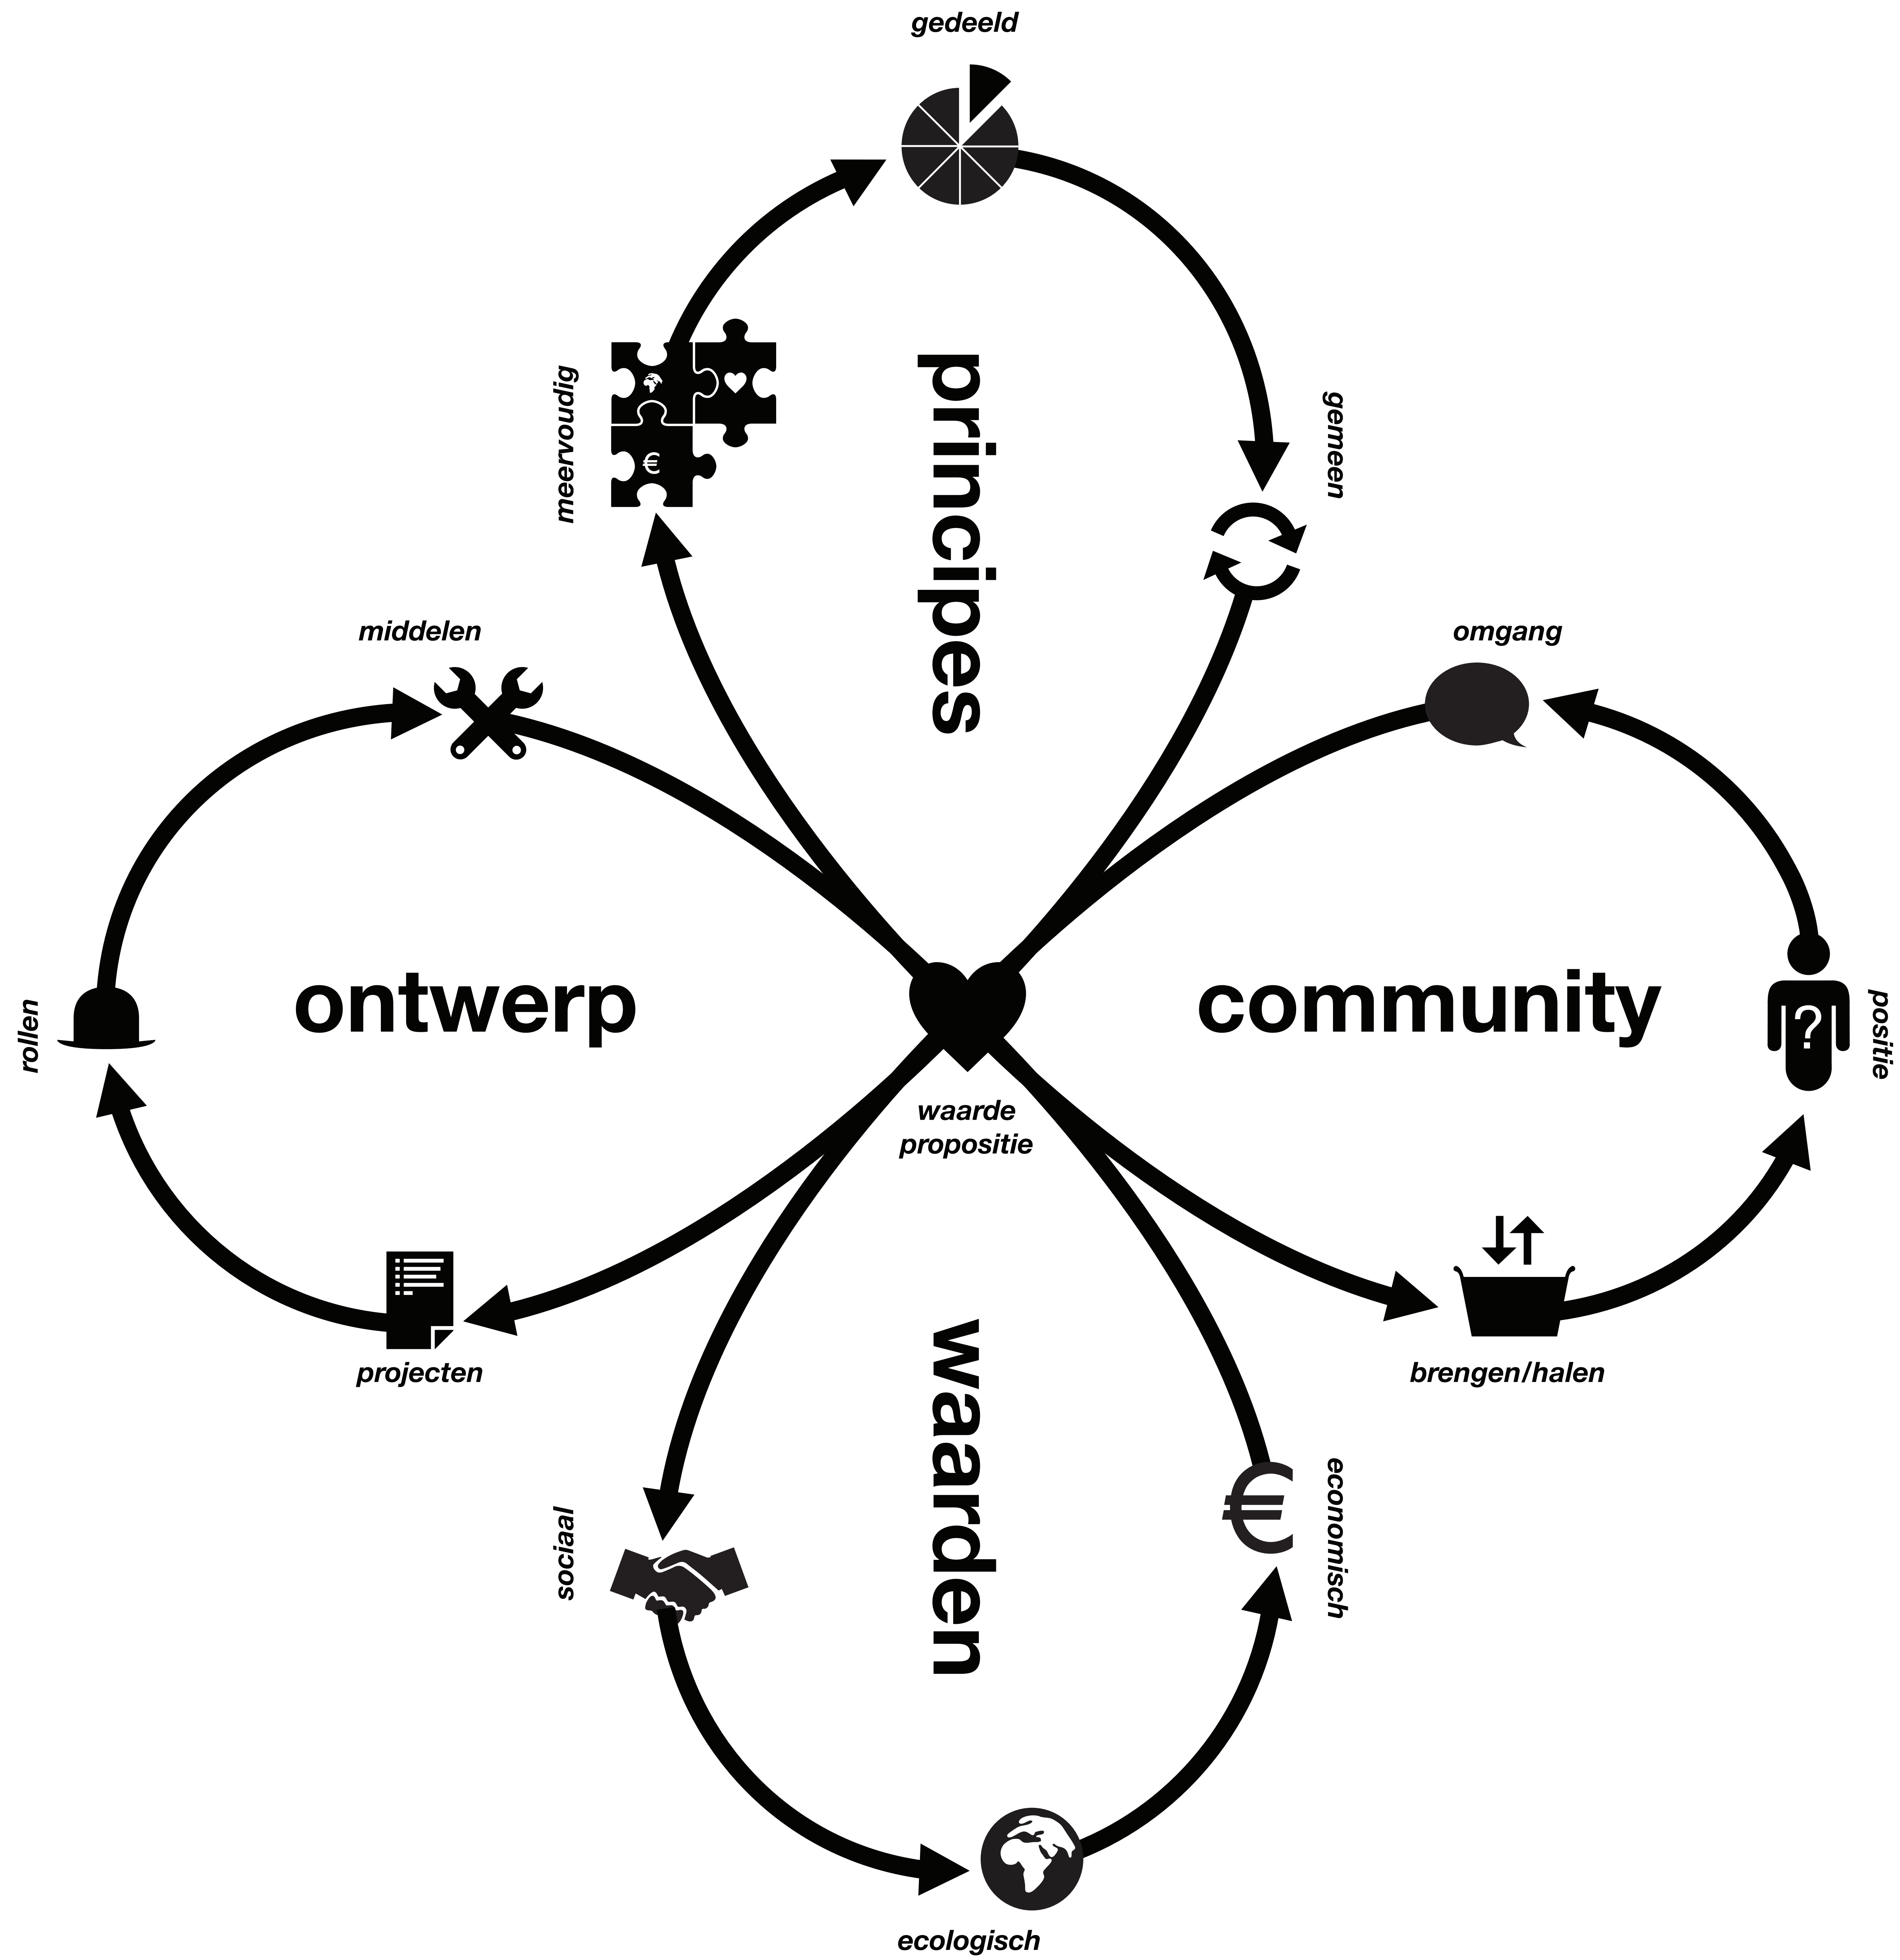 gedeeld
meervoudig
principes
gemeen
middelen
omgang
rollen
ontwerp
community
positie
waarde
propositie
projecten
brengen/halen
sociaal
waarden
economisch
ecologisch
€
?
€